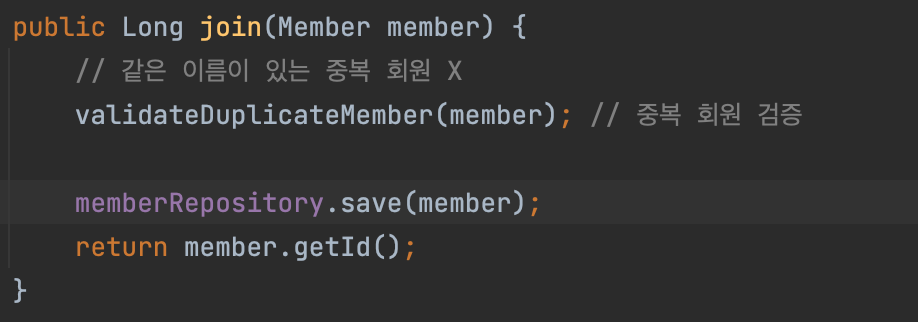 public Long join(Member member) {
// 같은 이름이 있는 중복 회원 X
validateDuplicateMember(member); // 중복 회원 검증
memberRepository.save(member);
return member.getId();
}